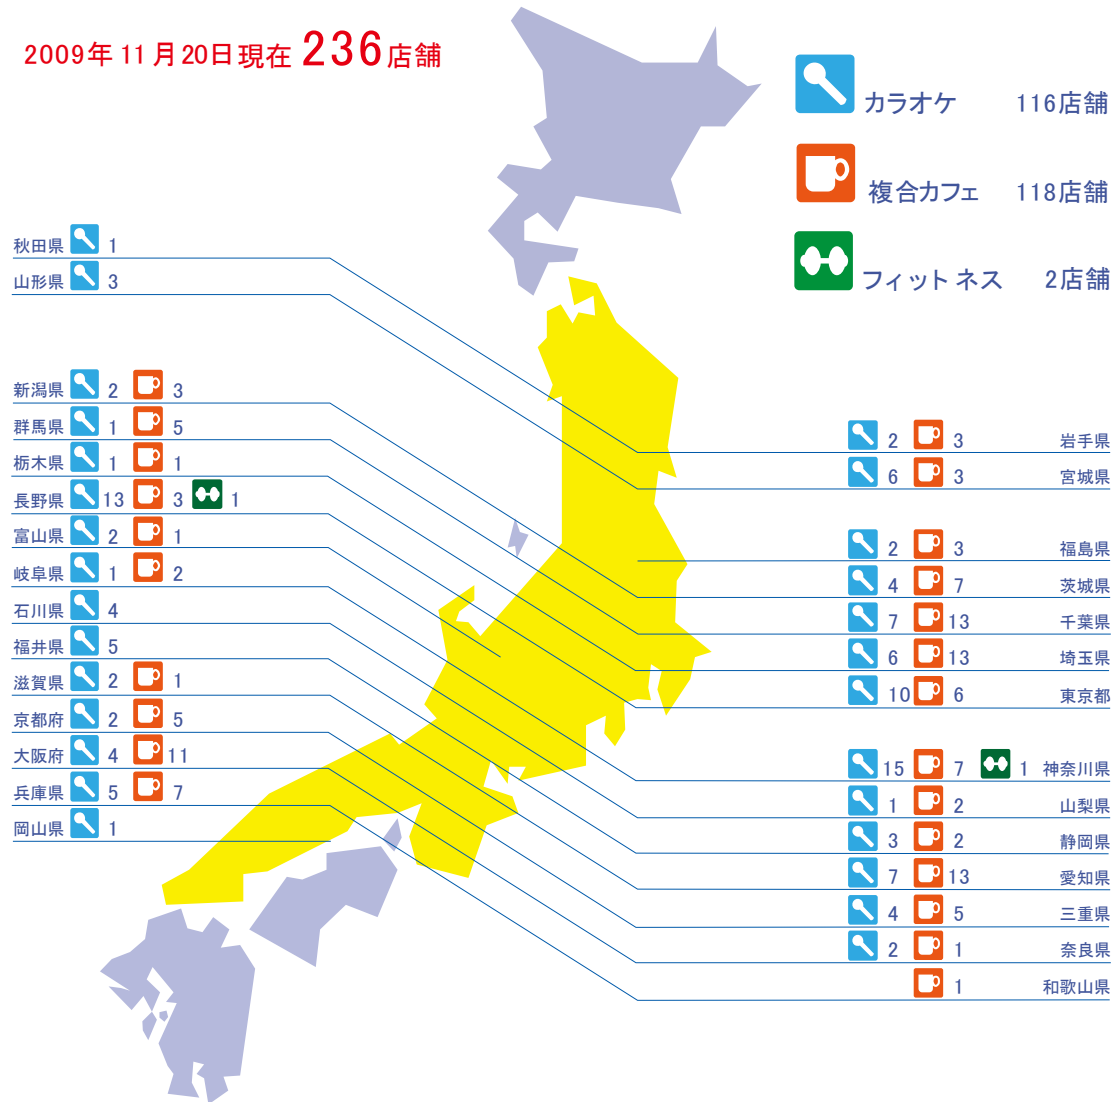 2009年11月20日現在 236店舗
カラオケ 116店舗
複合カフェ 118店舗
フィットネス 2店舗
秋田県 1
山形県 3
新潟県 2 3
群馬県 1 5
栃木県 1 1
長野県 13 3 1
富山県 2 1
岐阜県 1 2
石川県 4
福井県 5
滋賀県 2 1
京都府 2 5
大阪府 4 11
兵庫県 5 7
岡山県 1
2 3 岩手県
6 3 宮城県
2 3 福島県
4 7 茨城県
7 13 千葉県
6 13 埼玉県
10 6 東京都
15 7 1 神奈川県
1 2 山梨県
3 2 静岡県
7 13 愛知県
4 5 三重県
2 1 奈良県
1 和歌山県